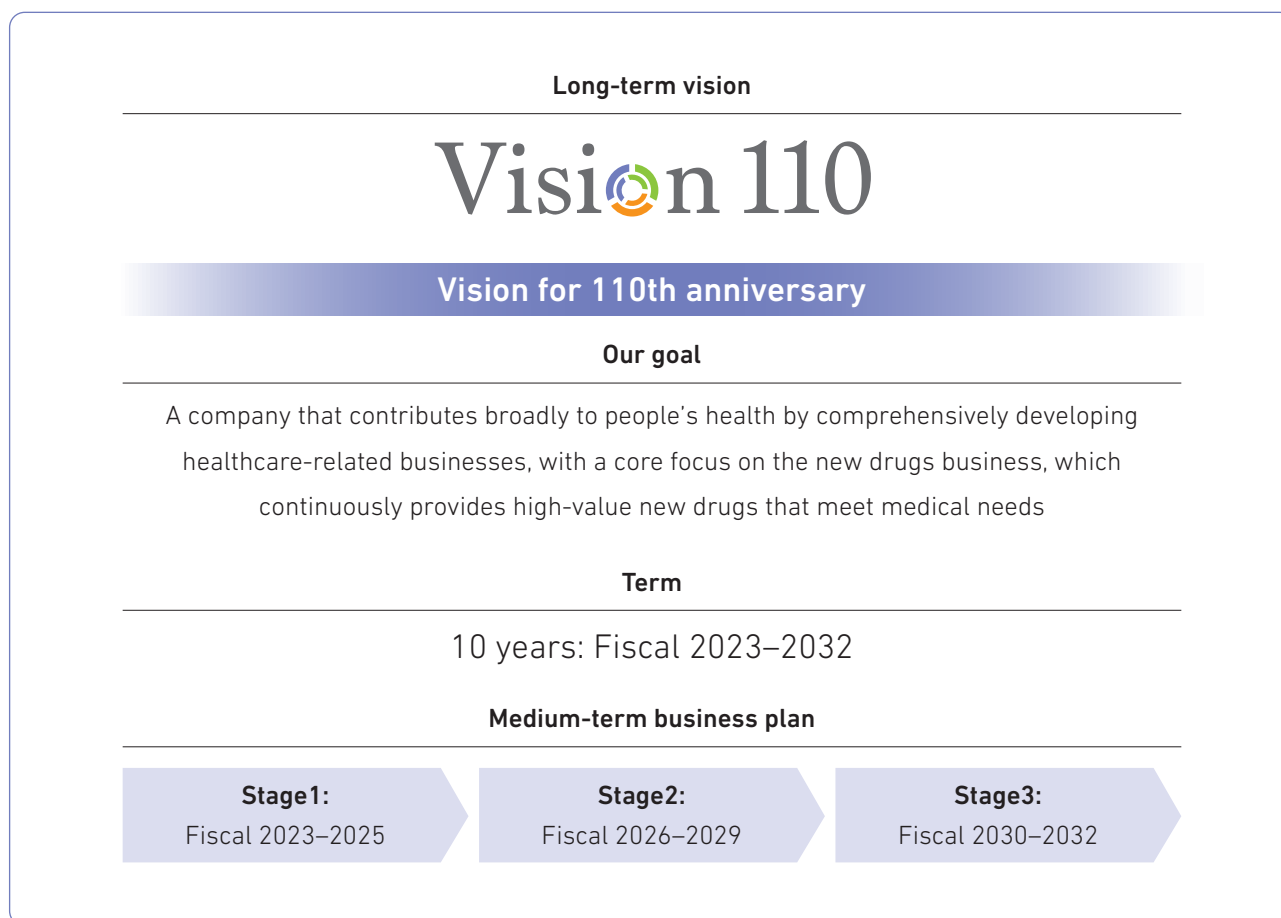 Long-term vision
Vision 110
Vision for 110th anniversary
Our goal
A company that contributes broadly to people’s health by comprehensively developing
healthcare-related businesses, with a core focus on the new drugs business, which
continuously provides high-value new drugs that meet medical needs
Term
10 years: Fiscal 2023–2032
Medium-term business plan
Stage1:
Fiscal 2023–2025
Stage2:
Fiscal 2026–2029
Stage3:
Fiscal 2030–2032